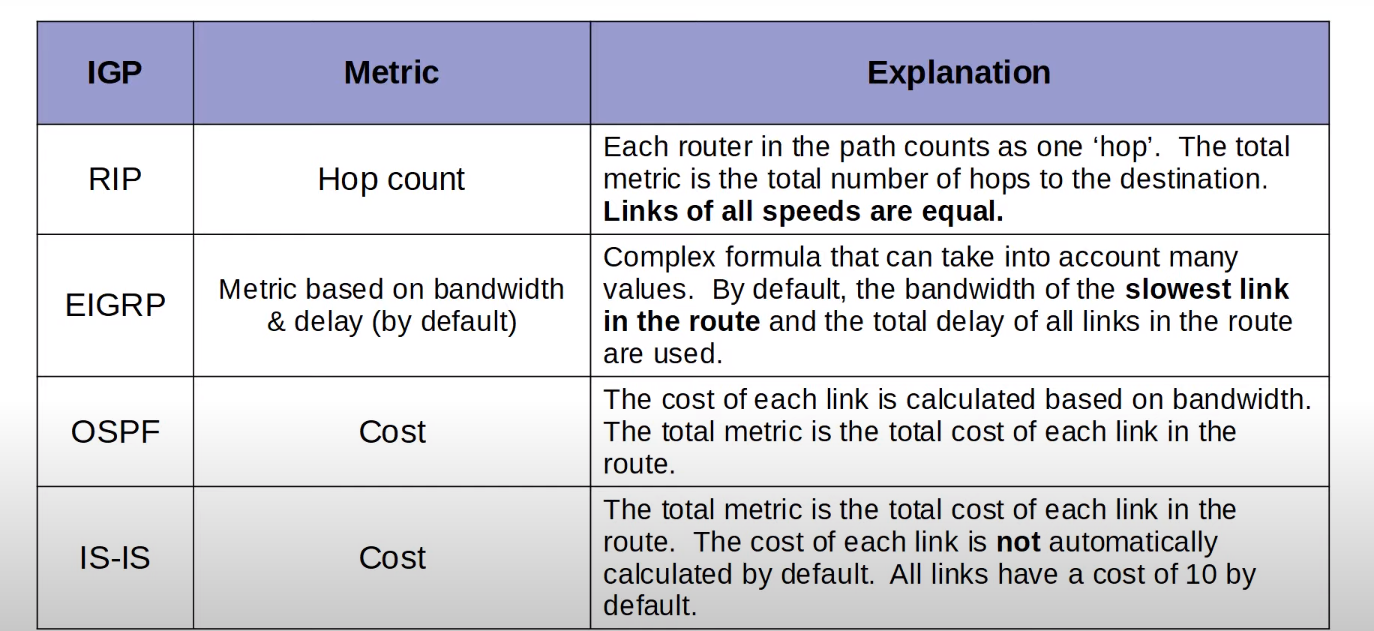 IGP
Metric
Explanation
RIP
Hop count
Each router in the path counts as one ‘hop’.  The total
metric is the total number of hops to the destination.
Links of all speeds are equal.
EIGRP
Metric based on bandwidth
& delay (by default)
Complex formula that can take into account many
values.  By default, the bandwidth of the slowest link
in the route and the total delay of all links in the route
are used.
OSPF
Cost
The cost of each link is calculated based on bandwidth.
The total metric is the total cost of each link in the
route.
IS-IS
Cost
The total metric is the total cost of each link in the
route.  The cost of each link is not automatically
calculated by default.  All links have a cost of 10 by
default.